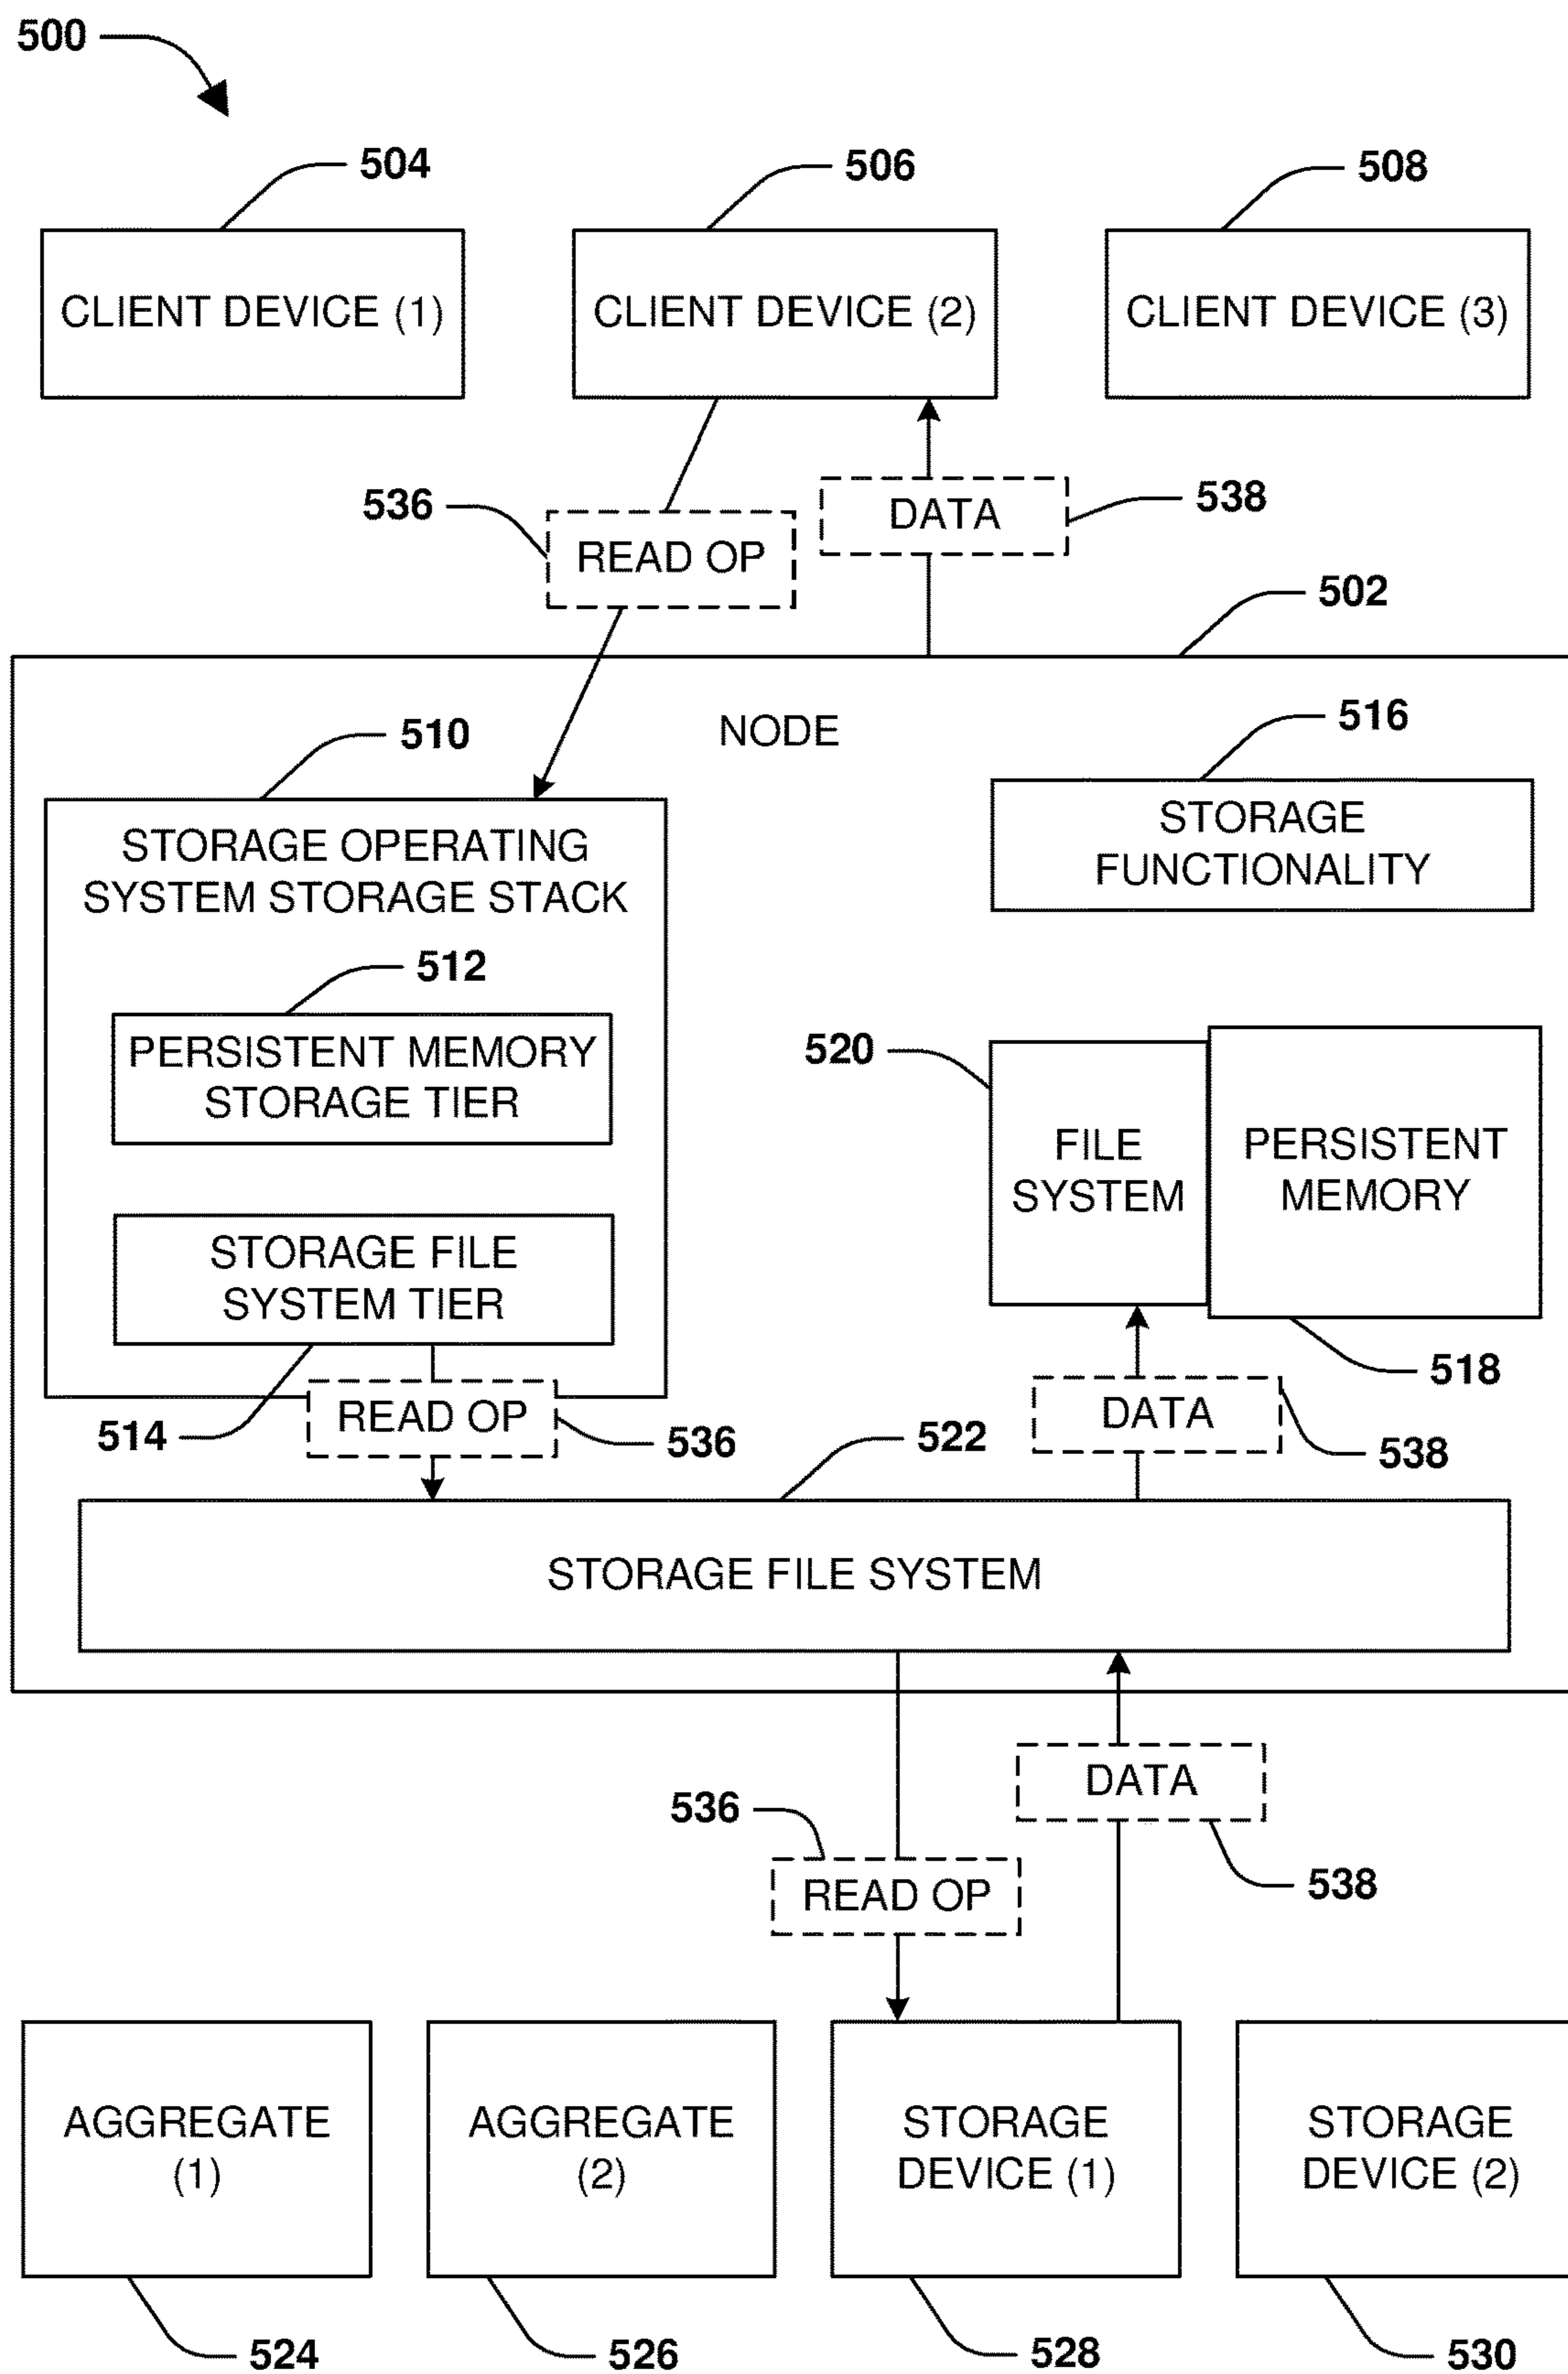 500
504
506
508
CLIENT DEVICE (1)
CLIENT DEVICE (2)
CLIENT DEVICE (3)
536
READ OP
DATA
538
502
NODE
510
516
STORAGE OPERATING
SYSTEM STORAGE STACK
STORAGE
FUNCTIONALITY
512
PERSISTENT MEMORY
STORAGE TIER
520
FILE
SYSTEM
PERSISTENT
MEMORY
STORAGE FILE
SYSTEM TIER
518
514
READ OP
536
522
DATA
538
STORAGE FILE SYSTEM
DATA
536
READ OP
538
AGGREGATE
(1)
AGGREGATE
(2)
STORAGE
DEVICE (1)
STORAGE
DEVICE (2)
524
526
528
530